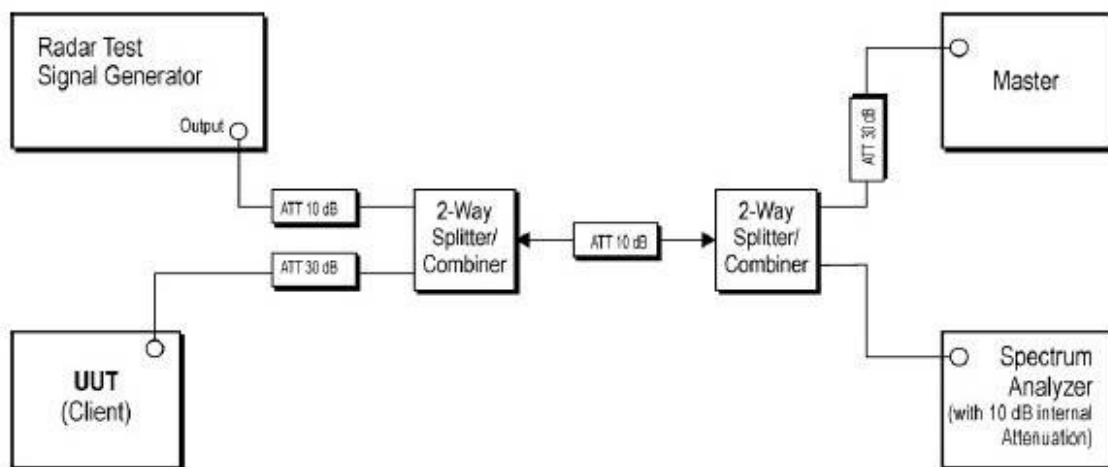 Radar Test
Signal Generator
Output
ATT 10 dB
ATT 30 dB
UUT
(Client)
2-Way
Splitter/
Combiner
ATT 10 dB
2-Way
Splitter/
Combiner
ATT 30 dB
Master
Spectrum
Analyzer
(with 10 dB internal
Attenuation)